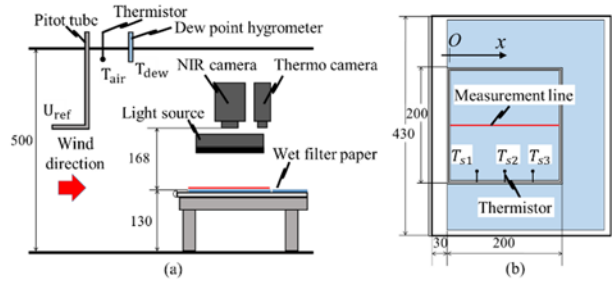 Pitot tube
Thermistor
Dew point hygrometer
T_air
T_dew
NIR camera
Thermo camera
U_ref
Light source
Wind
direction
500
168
Wet filter paper
130
(a)
O
x
200
430
Measurement line
T_s1
T_s2
T_s3
Thermistor
30
200
(b)